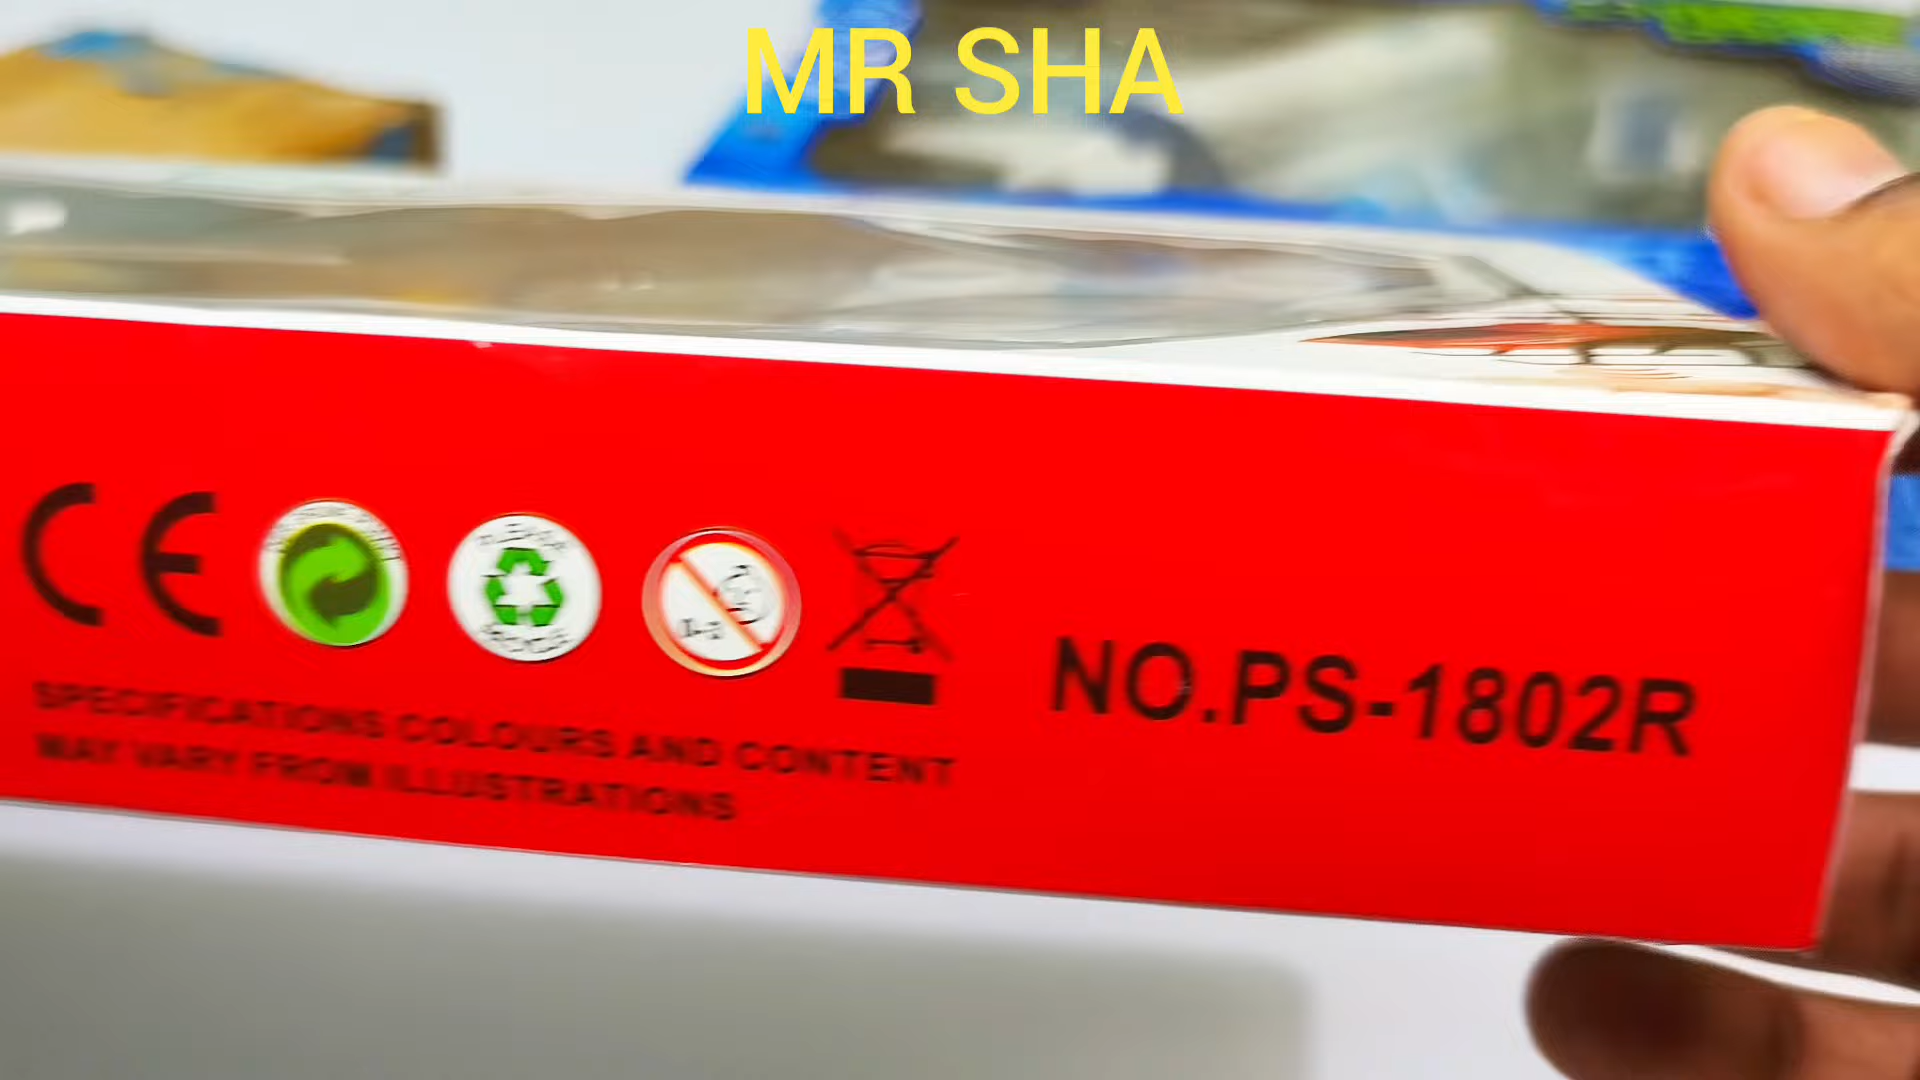 MR SHA
CE
NO.PS-1802R
SPECIFICATIONS COLOURS AND CONTENT
MAY VARY FROM ILLUSTRATIONS